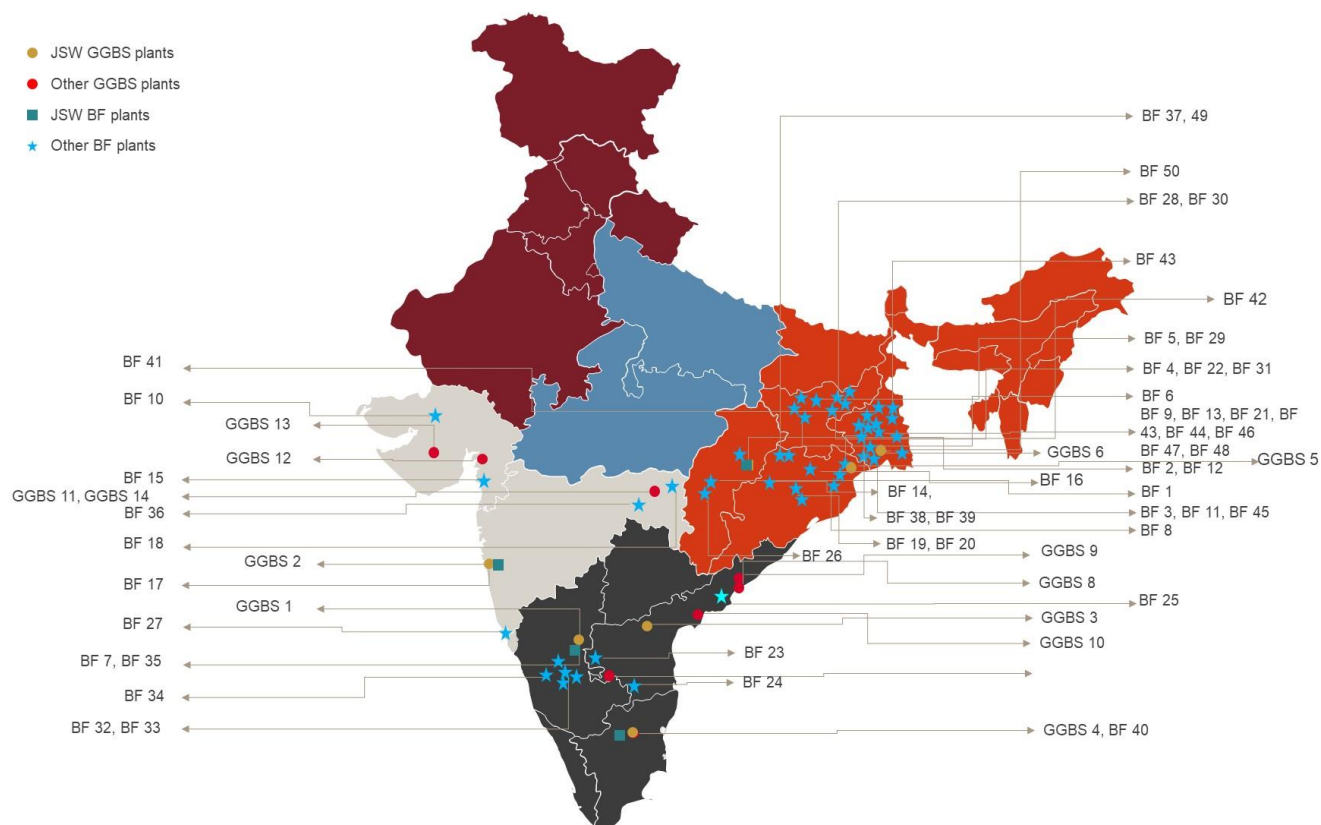 JSW GGBS plants
Other GGBS plants
JSW BF plants
Other BF plants
BF 41
BF 10
GGBS 13
GGBS 12
BF 15
GGBS 11, GGBS 14
BF 36
BF 18
GGBS 2
BF 17
GGBS 1
BF 27
BF 7, BF 35
BF 34
BF 32, BF 33
BF 37, 49
BF 50
BF 28, BF 30
BF 43
BF 42
BF 5, BF 29
BF 4, BF 22, BF 31
BF 6
BF 9, BF 13, BF 21, BF
43, BF 44, BF 46
BF 47, BF 48
GGBS 6
GGBS 5
BF 2, BF 12
BF 16
BF 1
BF 14,
BF 3, BF 11, BF 45
BF 38, BF 39
BF 8
BF 19, BF 20
BF 26
GGBS 9
GGBS 8
BF 25
GGBS 3
GGBS 10
BF 23
BF 24
GGBS 4, BF 40